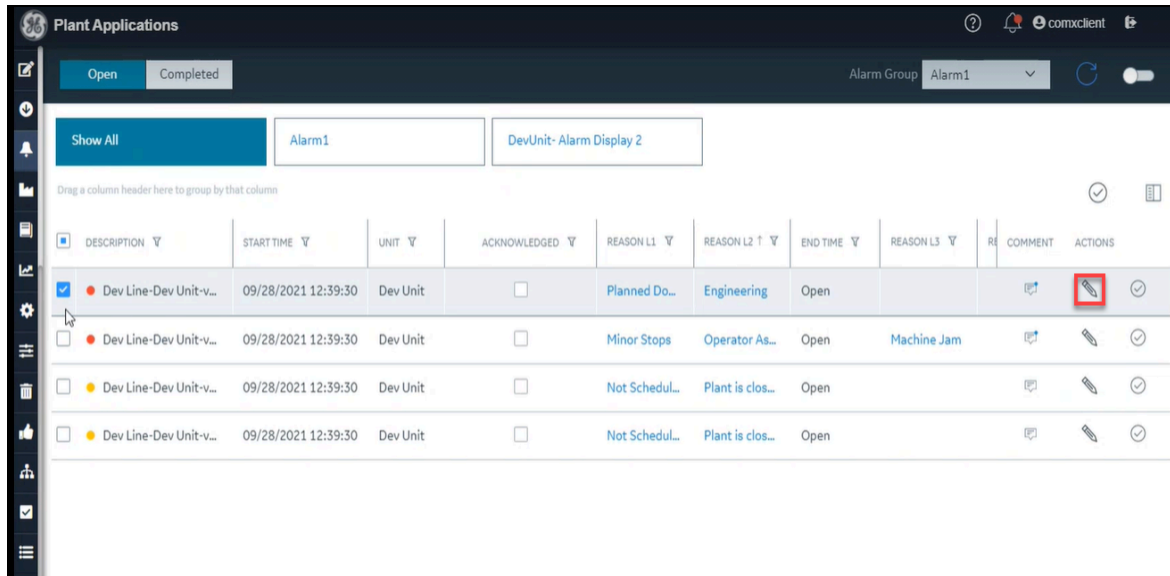 Plant Applications
comxclient
Open Completed Alarm Group Alarm1
Show All Alarm1 DevUnit- Alarm Display 2
Drag a column header here to group by that column
DESCRIPTION START TIME UNIT ACKNOWLEDGED REASON L1 REASON L2 END TIME REASON L3 RE COMMENT ACTIONS
Dev Line-Dev Unit-v... 09/28/2021 12:39:30 Dev Unit Planned Do... Engineering Open
Dev Line-Dev Unit-v... 09/28/2021 12:39:30 Dev Unit Minor Stops Operator As... Open Machine Jam
Dev Line-Dev Unit-v... 09/28/2021 12:39:30 Dev Unit Not Schedul... Plant is clos... Open
Dev Line-Dev Unit-v... 09/28/2021 12:39:30 Dev Unit Not Schedul... Plant is clos... Open